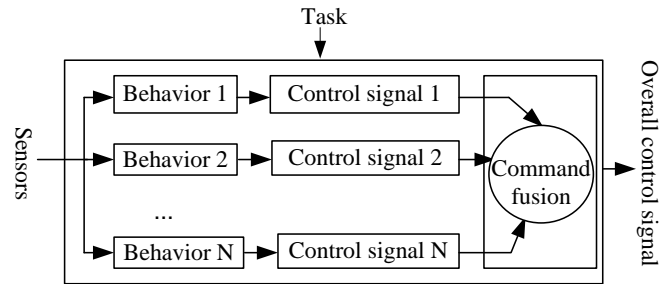 Task
Sensors
Behavior 1
Control signal 1
Behavior 2
Control signal 2
...
Behavior N
Control signal N
Command
fusion
Overall control signal